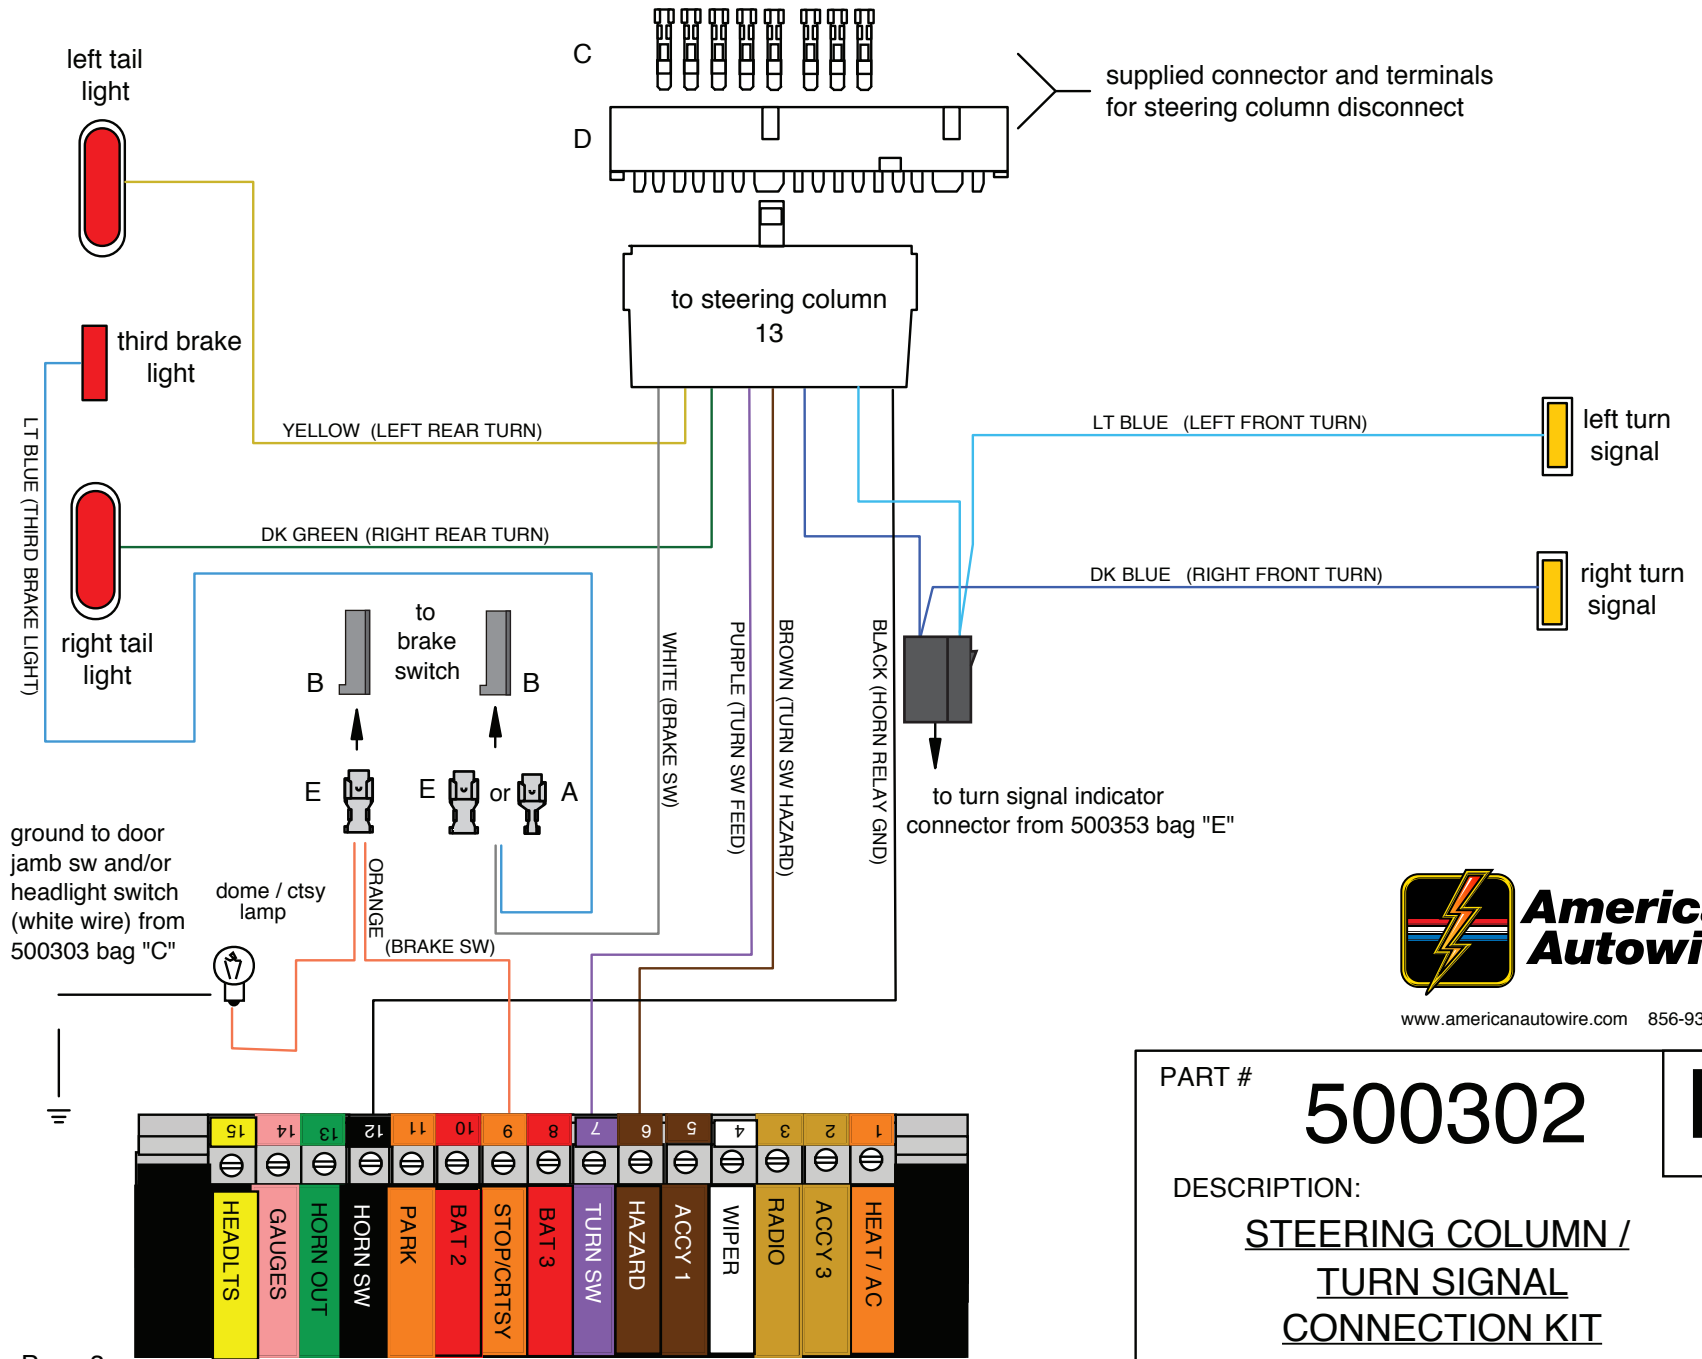 left tail
light
C
D
supplied connector and terminals
for steering column disconnect
to steering column
13
third brake
light
LT BLUE (THIRD BRAKE LIGHT)
YELLOW (LEFT REAR TURN)
DK GREEN (RIGHT REAR TURN)
right tail
light
LT BLUE (LEFT FRONT TURN)
left turn
signal
DK BLUE (RIGHT FRONT TURN)
right turn
signal
to
brake
switch
B
B
E
E
or
A
WHITE (BRAKE SW)
PURPLE (TURN SW FEED)
BROWN (TURN SW HAZARD)
BLACK (HORN RELAY GND)
to turn signal indicator
connector from 500353 bag "E"
ground to door
jamb sw and/or
headlight switch
(white wire) from
500303 bag "C"
dome / ctsy
lamp
ORANGE
(BRAKE SW)
Americ
Autowi
www.americanautowire.com 856-93
PART #
500302
DESCRIPTION:
STEERING COLUMN /
TURN SIGNAL
CONNECTION KIT
15 14 13 12 11 10 9 8 7 6 5 4 3 2 1
HEADLTS
GAUGES
HORN OUT
HORN SW
PARK
BAT 2
STOP/CRTSY
BAT 3
TURN SW
HAZARD
ACCY 1
WIPER
RADIO
ACCY 3
HEAT / AC